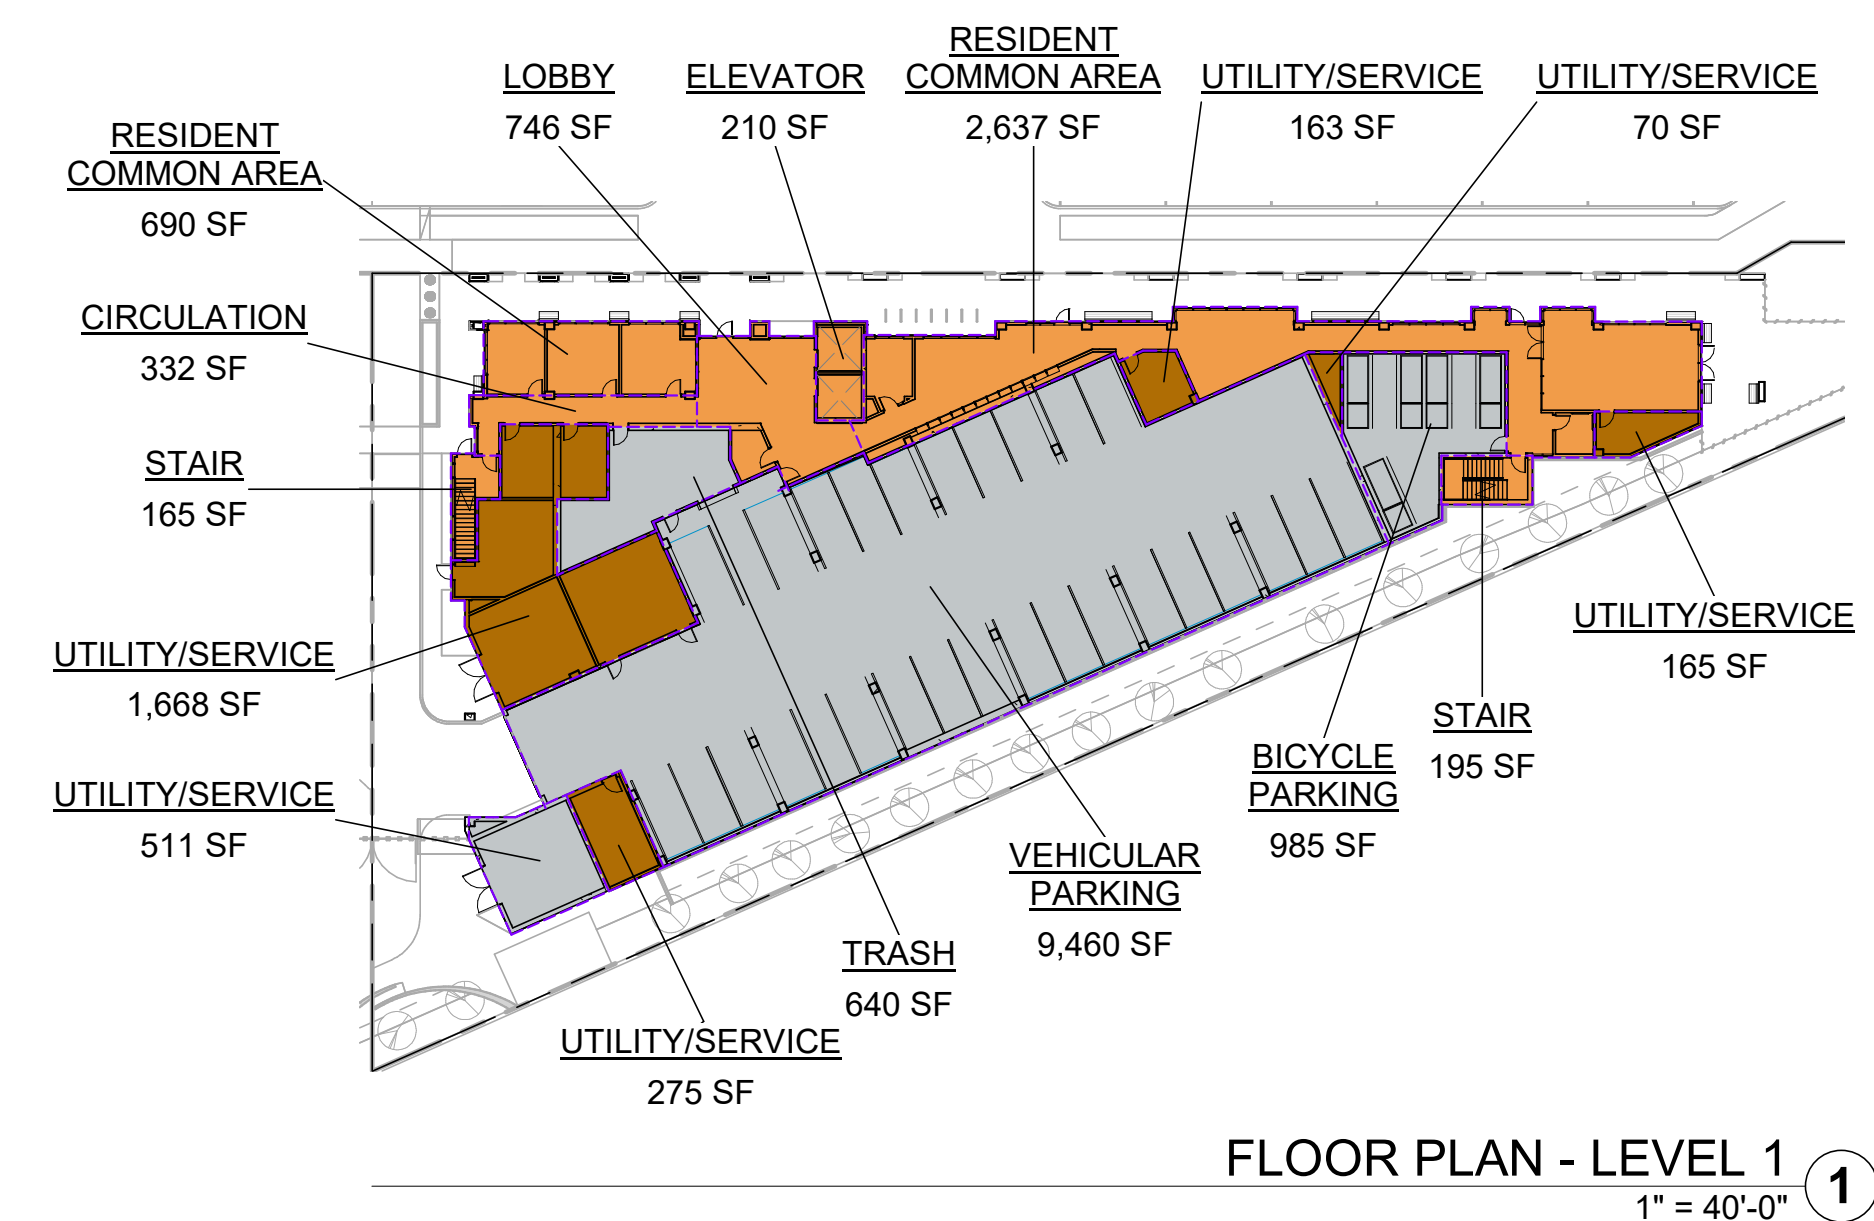 RESIDENT
COMMON AREA
2,637 SF
LOBBY
746 SF
ELEVATOR
210 SF
UTILITY/SERVICE
163 SF
UTILITY/SERVICE
70 SF
RESIDENT
COMMON AREA
690 SF
CIRCULATION
332 SF
STAIR
165 SF
UTILITY/SERVICE
1,668 SF
UTILITY/SERVICE
511 SF
UTILITY/SERVICE
165 SF
STAIR
195 SF
BICYCLE
PARKING
985 SF
VEHICULAR
PARKING
9,460 SF
TRASH
640 SF
UTILITY/SERVICE
275 SF
FLOOR PLAN - LEVEL 1
1
1" = 40'-0"